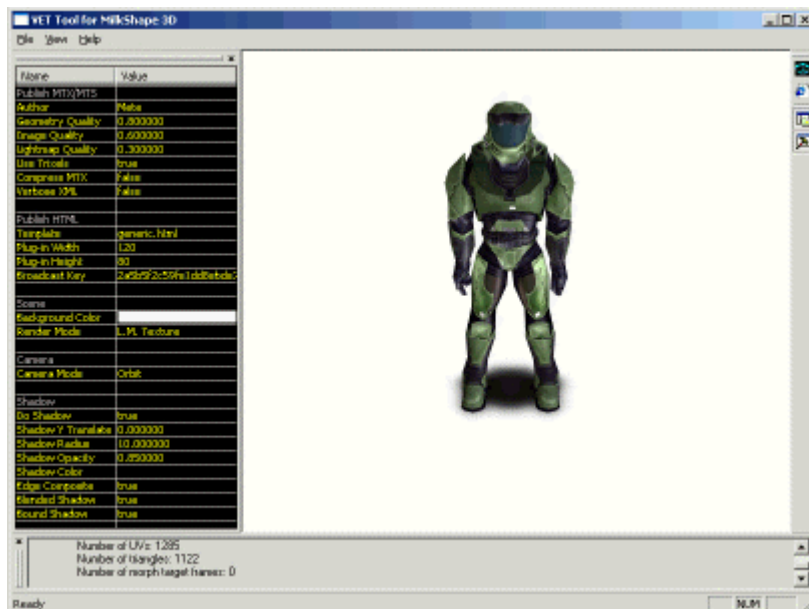 VET Tool for MilkShape 3D
File View Help
Name Value
Publish MTX/MTS
Author Meta
Geometry Quality 0.800000
Image Quality 0.600000
Lightmap Quality 0.300000
Use Trixels true
Compress MTX false
Verbose XML false
Publish HTML
Template generic.html
Plug-in Width 120
Plug-in Height 80
Broadcast Key
Scene
Background Color
Render Mode L.M. Texture
Camera
Camera Mode Orbit
Shadow
Do Shadow true
Shadow Y Translate 0.000000
Shadow Radius 10.000000
Shadow Opacity 0.850000
Shadow Color
Edge Composite true
Blended Shadow true
Bound Shadow true
Number of UVs: 1285
Number of triangles: 1122
Number of morph target frames: 0
Ready NUM